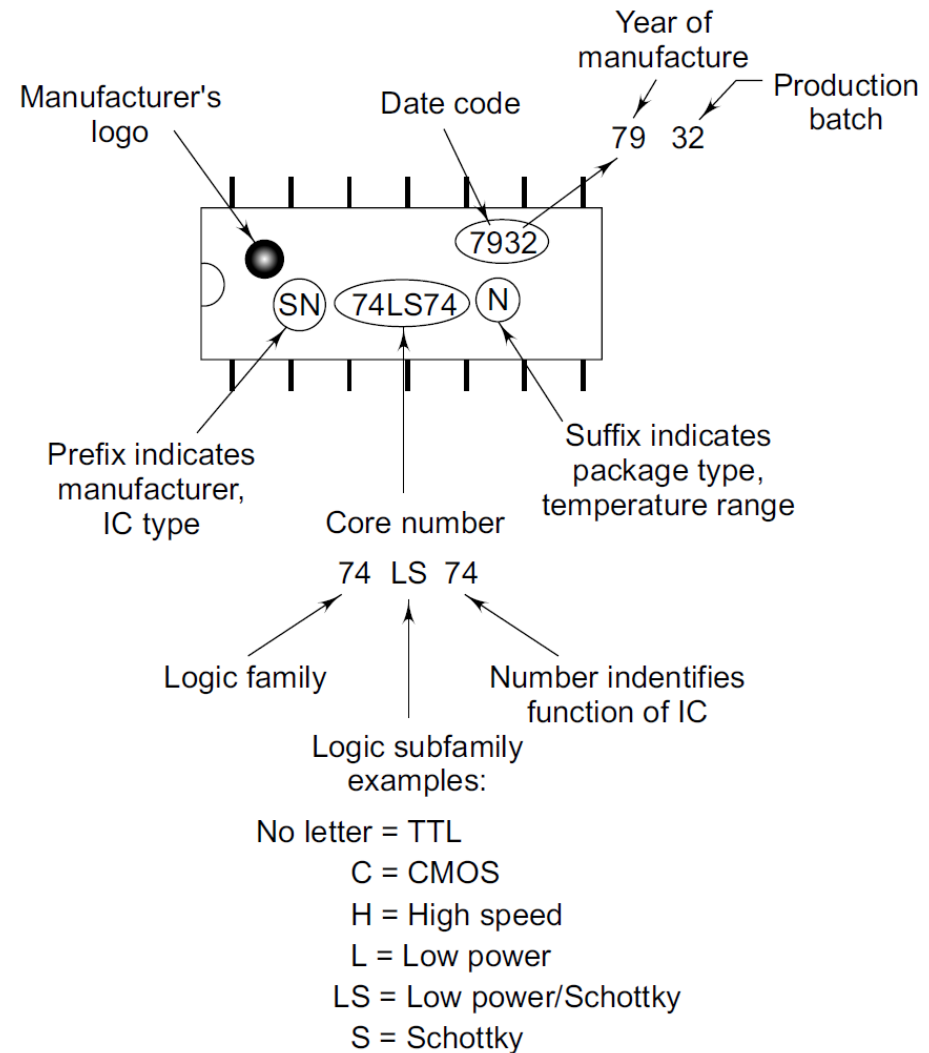 Year of
manufacture
Production
batch
Manufacturer's
logo
Date code
79 32
7932
SN 74LS74 N
Prefix indicates
manufacturer,
IC type
Suffix indicates
package type,
temperature range
Core number
74 LS 74
Logic family
Number indentifies
function of IC
Logic subfamily
examples:
No letter = TTL
C = CMOS
H = High speed
L = Low power
LS = Low power/Schottky
S = Schottky